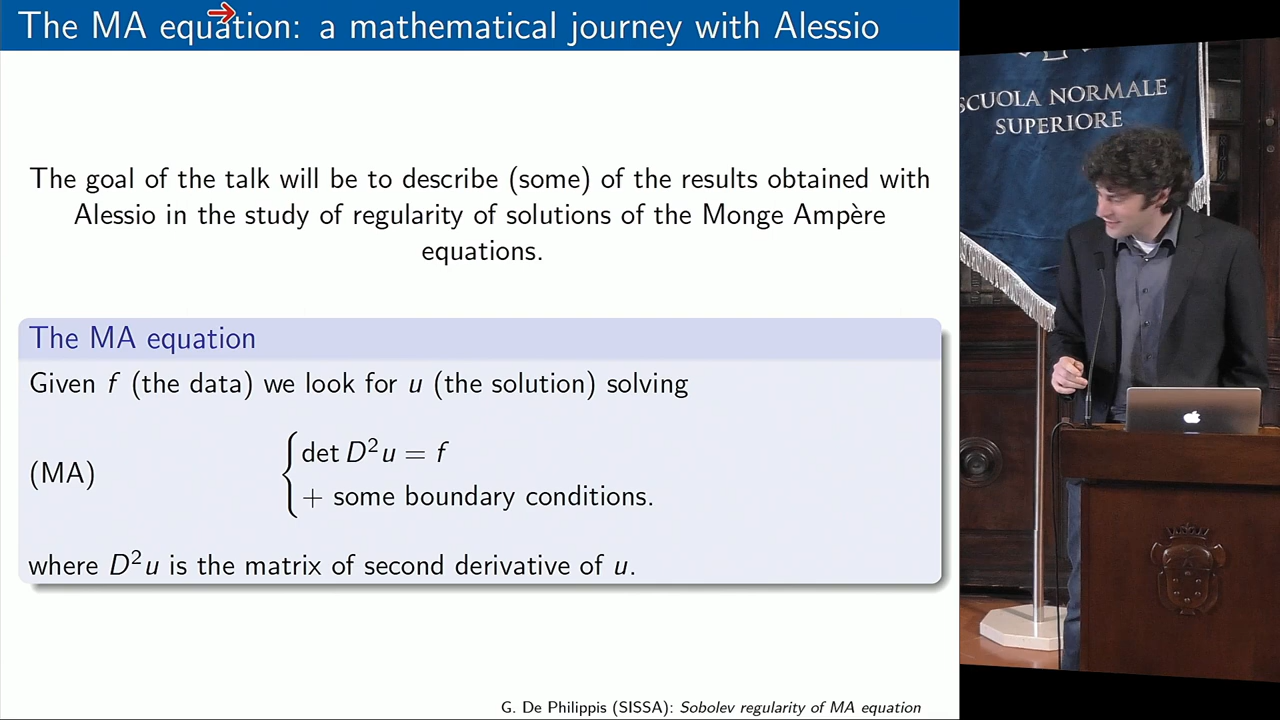 The MA equation: a mathematical journey with Alessio
The goal of the talk will be to describe (some) of the results obtained with
Alessio in the study of regularity of solutions of the Monge Ampère
equations.
The MA equation
Given f (the data) we look for u (the solution) solving
(MA)
det D²u = f
+ some boundary conditions.
where D²u is the matrix of second derivative of u.
G. De Philippis (SISSA): Sobolev regularity of MA equation
SCUOLA NORMALE
SUPERIORE